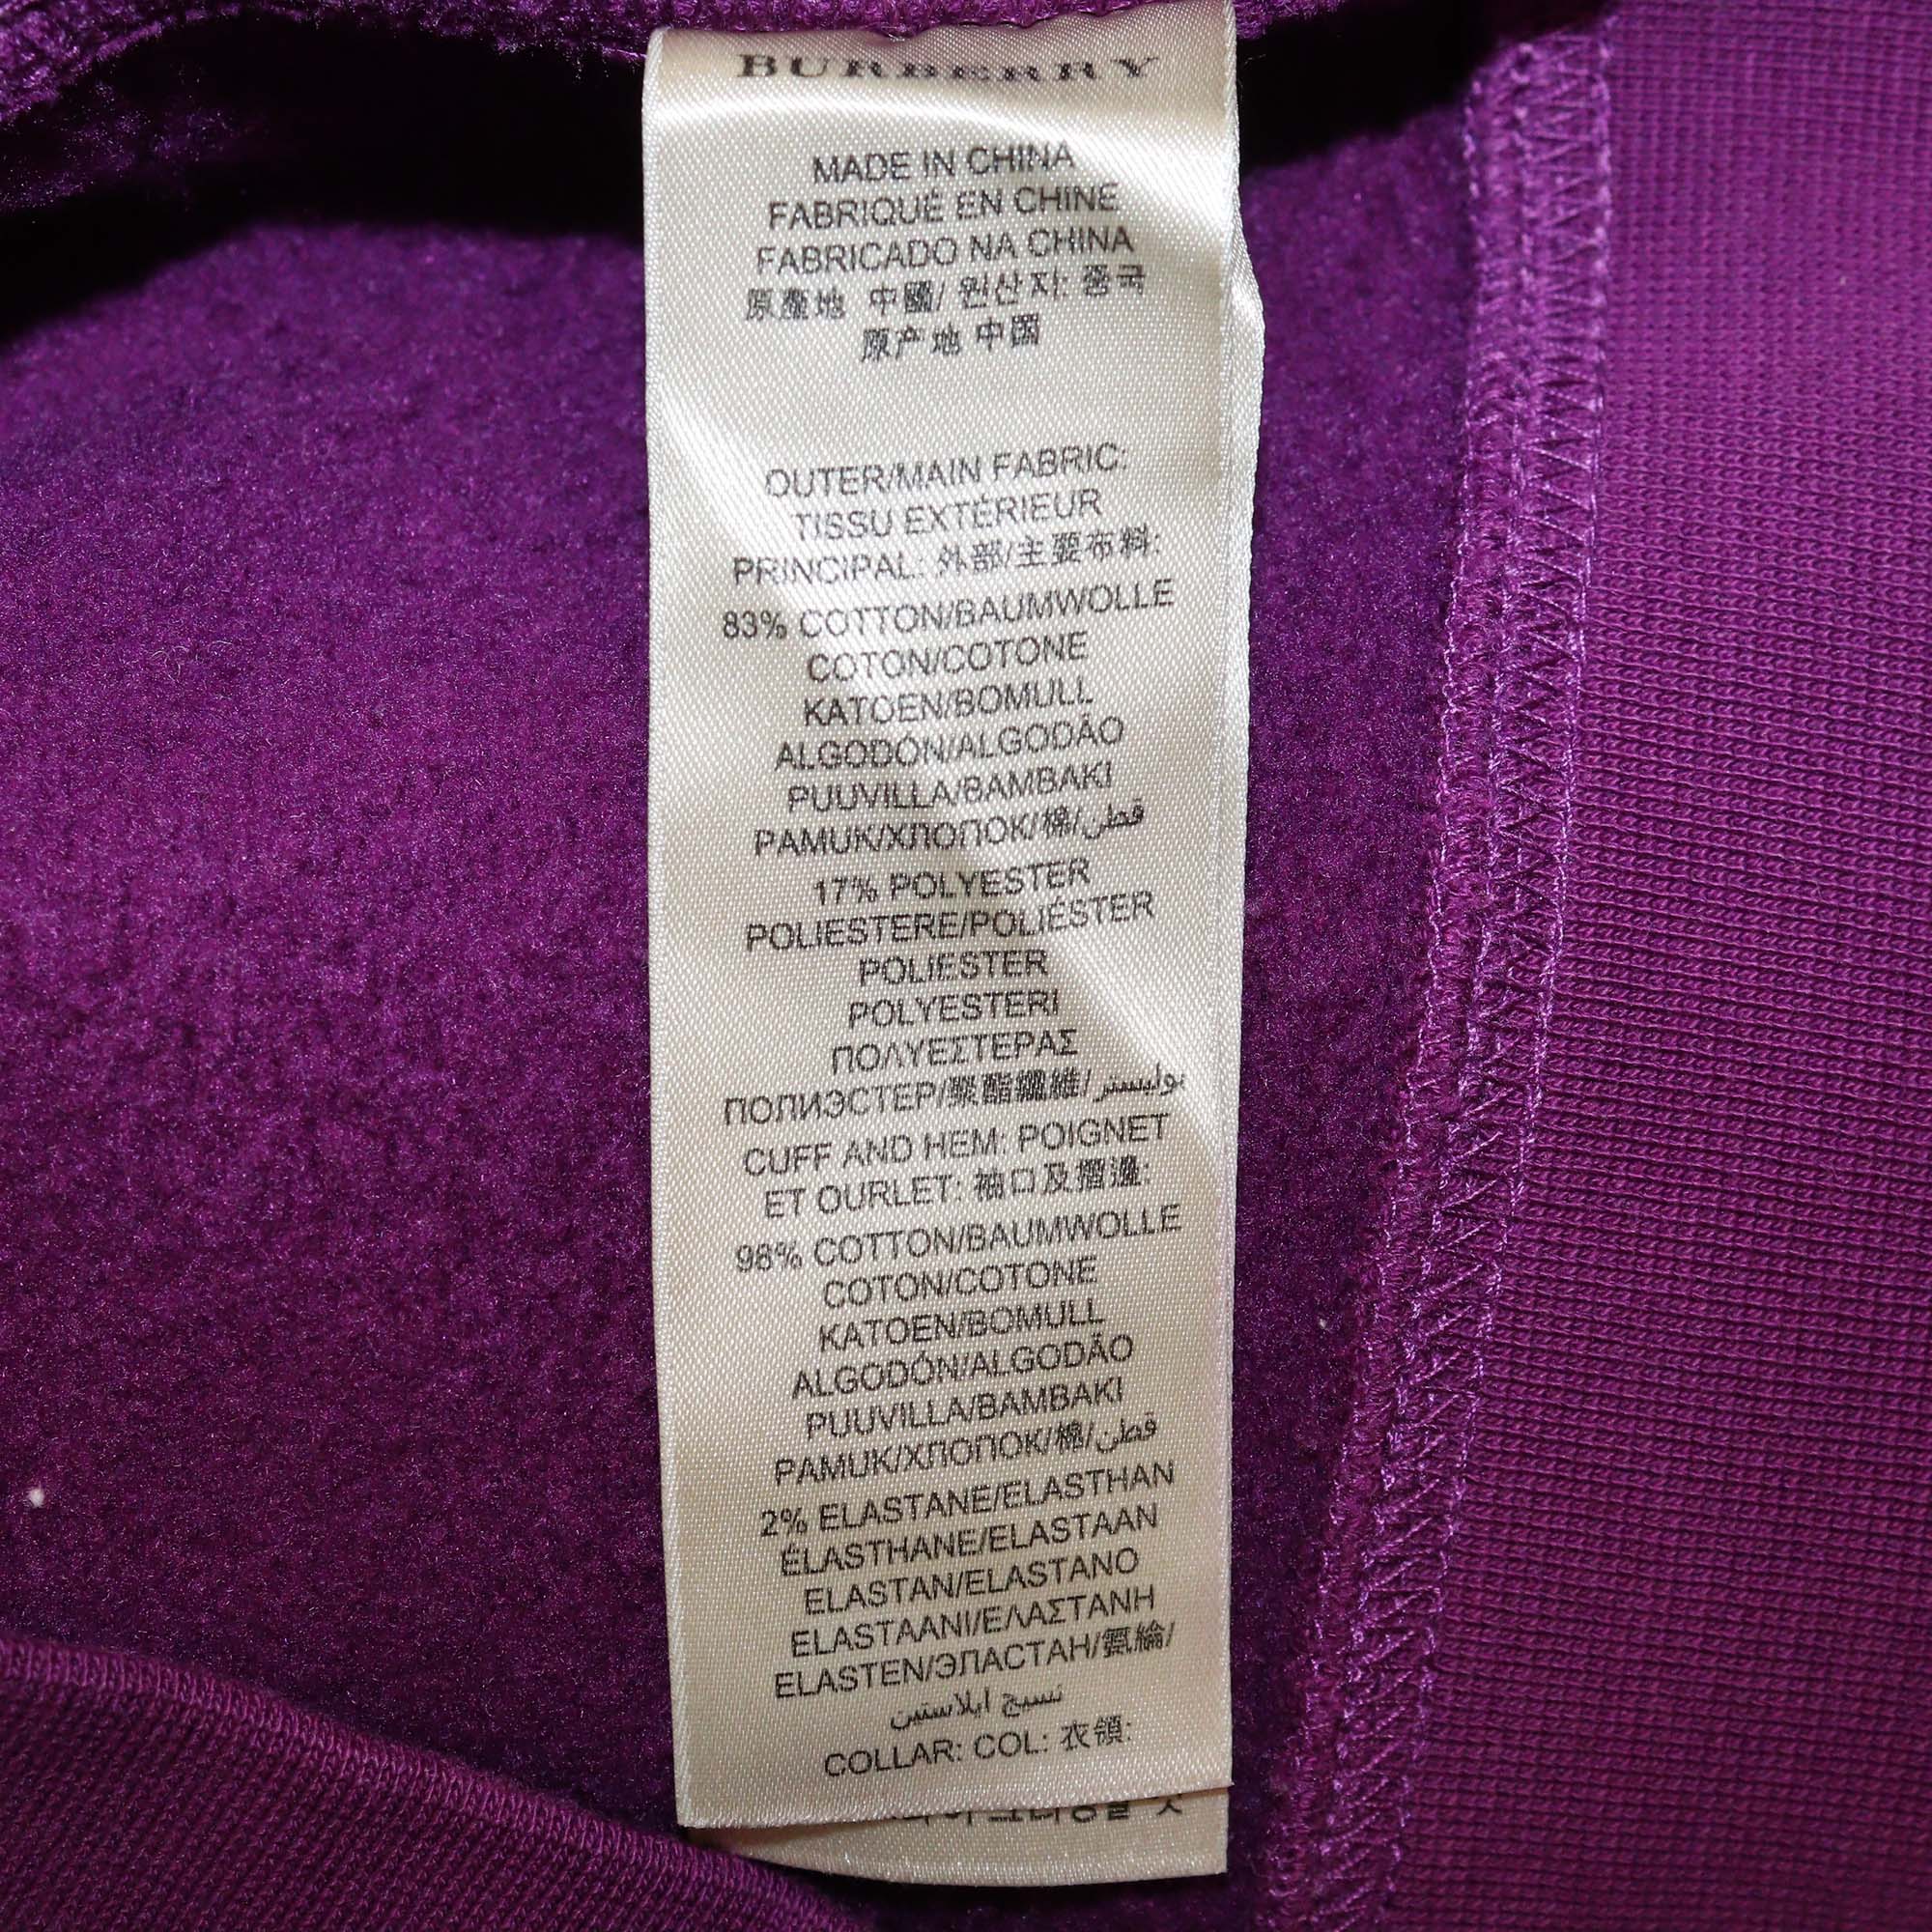 BURBERRY
MADE IN CHINA
FABRIQUÉ EN CHINE
FABRICADO NA CHINA
原產地 中國/ 원산지: 중국
原产地 中国
OUTER/MAIN FABRIC:
TISSU EXTÉRIEUR
PRINCIPAL: 外部/主要布料:
83% COTTON/BAUMWOLLE
COTON/COTONE
KATOEN/BOMULL
ALGODÓN/ALGODÃO
PUUVILLA/BAMBAKI
PAMUK/ХЛОПОК/棉/قطن
17% POLYESTER
POLIESTERE/POLIÉSTER
POLIESTER
POLYESTERI
ΠΟΛΥΕΣΤΕΡΑΣ
ПОЛИЭСТЕР/聚酯纖維/بوليستر
CUFF AND HEM: POIGNET
ET OURLET: 袖口及摺邊:
98% COTTON/BAUMWOLLE
COTON/COTONE
KATOEN/BOMULL
ALGODÓN/ALGODÃO
PUUVILLA/BAMBAKI
PAMUK/ХЛОПОК/棉/قطن
2% ELASTANE/ELASTHAN
ÉLASTHANE/ELASTAAN
ELASTAN/ELASTANO
ELASTAANI/ΕΛΑΣΤΑΝΗ
ELASTEN/ЭЛАСТАН/氨綸/
نسيج ايلاستين
COLLAR: COL: 衣領: